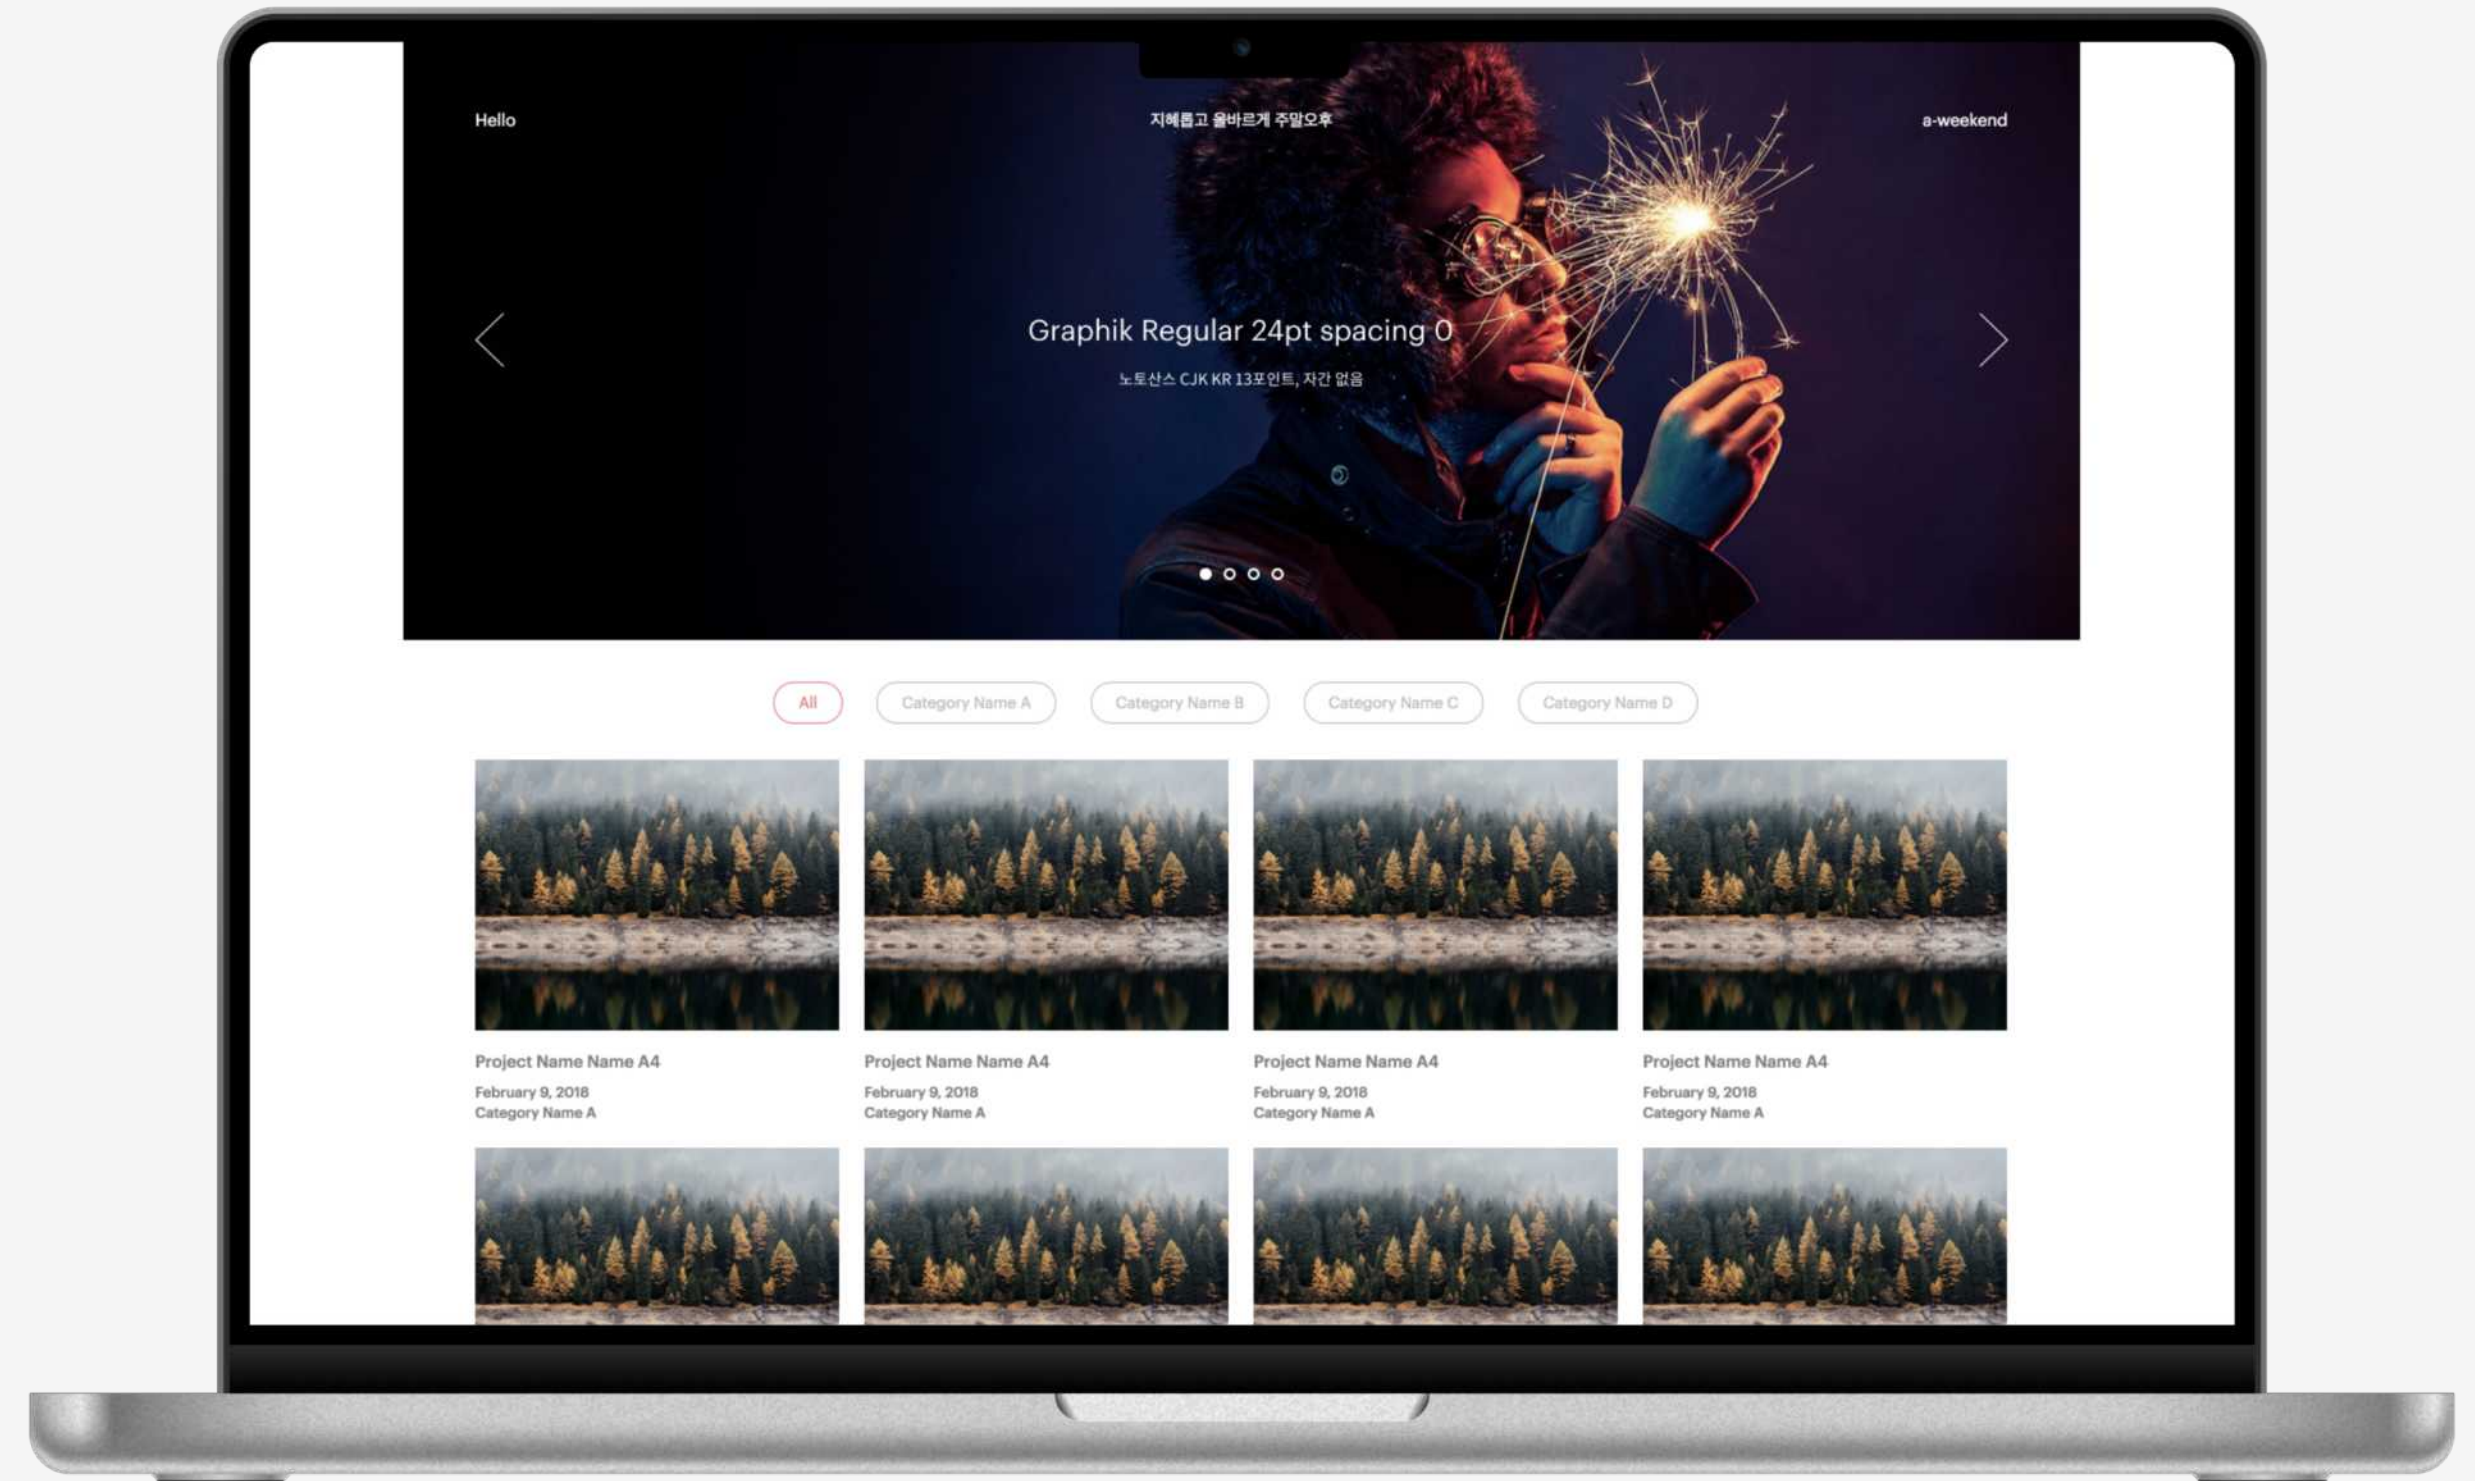 Hello
지혜롭고 올바르게 주말오후
a-weekend
Graphik Regular 24pt spacing 0
노토산스 CJK KR 13포인트, 자간 없음
All
Category Name A
Category Name B
Category Name C
Category Name D
Project Name Name A4
February 9, 2018
Category Name A
Project Name Name A4
February 9, 2018
Category Name A
Project Name Name A4
February 9, 2018
Category Name A
Project Name Name A4
February 9, 2018
Category Name A